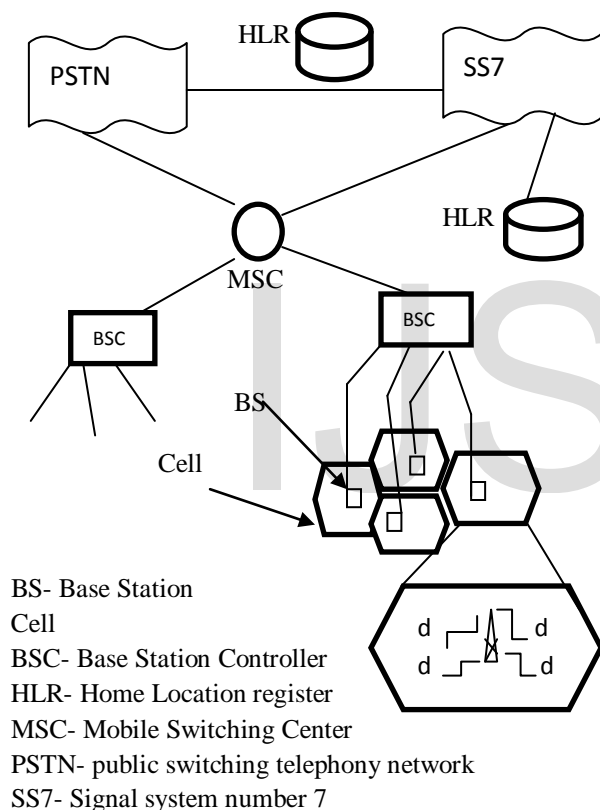 HLR
PSTN
SS7
HLR
MSC
BSC
BSC
BS
Cell
IJS
d d
d d
BS- Base Station
Cell
BSC- Base Station Controller
HLR- Home Location register
MSC- Mobile Switching Center
PSTN- public switching telephony network
SS7- Signal system number 7